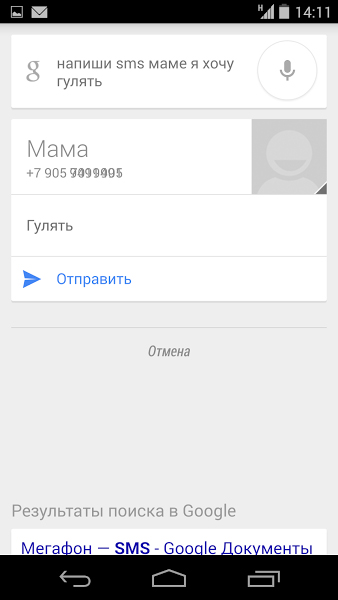 14:11
g напиши sms маме я хочу
гулять
Мама
+7 905
Гулять
Отправить
Отмена
Результаты поиска в Google
Мегафон — SMS - Google Документы